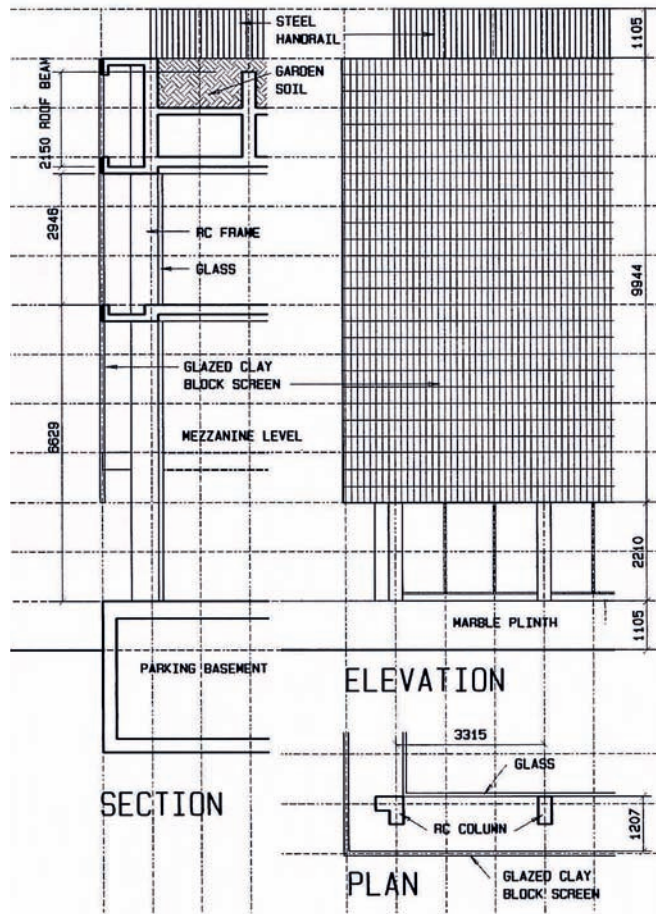 STEEL
HANDRAIL
1105
GARDEN
SOIL
2150 ROOF BEAM
2946
RC FRAME
GLASS
9944
GLAZED CLAY
BLOCK SCREEN
6629
MEZZANINE LEVEL
2210
MARBLE PLINTH
1105
PARKING BASEMENT
ELEVATION
3315
GLASS
SECTION
RC COLUMN
1207
GLAZED CLAY
BLOCK SCREEN
PLAN